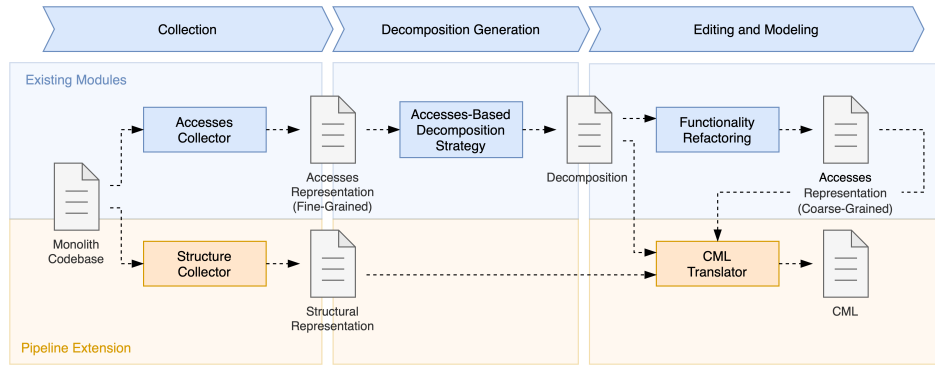 Collection
Decomposition Generation
Editing and Modeling
Existing Modules
Accesses
Collector
Accesses
Representation
(Fine-Grained)
Accesses-Based
Decomposition
Strategy
Decomposition
Functionality
Refactoring
Accesses
Representation
(Coarse-Grained)
Monolith
Codebase
Structure
Collector
Structural
Representation
CML
Translator
CML
Pipeline Extension